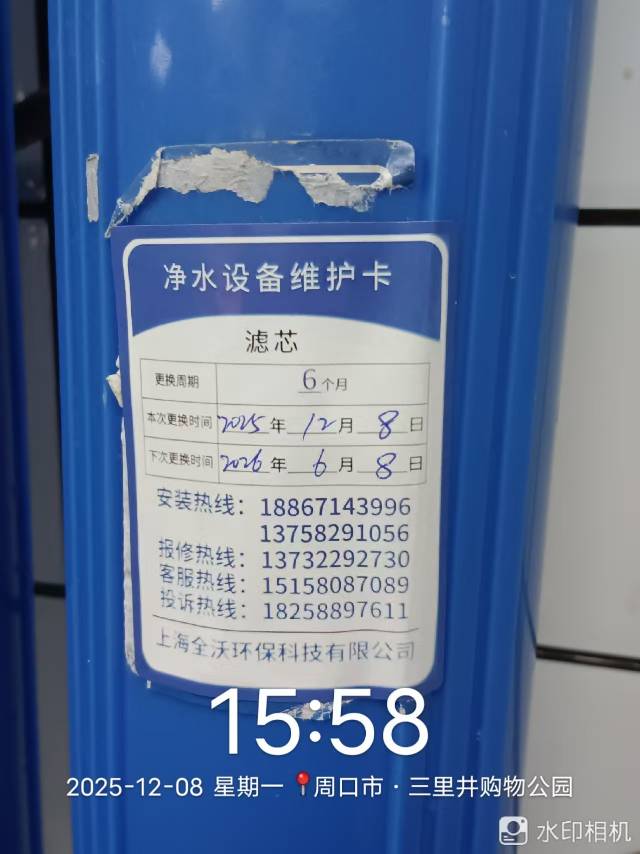 净水设备维护卡
滤芯
更换周期 6个月
本次更换时间 2025年12月8日
下次更换时间 2026年6月8日
安装热线：18867143996
13758291056
报修热线：13732292730
客服热线：15158087089
投诉热线：18258897611
上海全沃环保科技有限公司
15:58
2025-12-08 星期一 📍周口市·三里井购物公园
水印相机